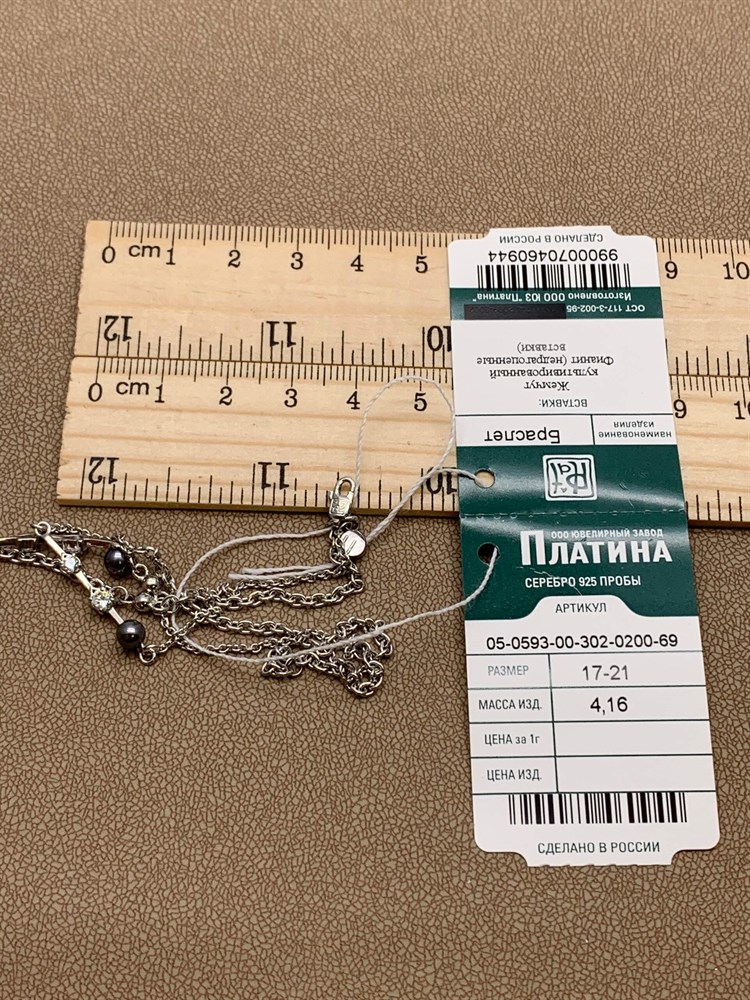 0 cm 1 2 3 4 5 9 10
12 11 10
0 cm 1 2 3 4 5 9 10
12 11 10
СДЕЛАНО В РОССИИ
9900070460944
Изготовлено ООО ЮЗ "Платина"
ОСТ 117-3-002-95
Жемчуг
культивированный
Фианит (недрагоценные
вставки)
ВСТАВКИ:
наименование
изделия
Браслет
Plat
ООО ЮВЕЛИРНЫЙ ЗАВОД
ПЛАТИНА
СЕРЕБРО 925 ПРОБЫ
АРТИКУЛ
05-0593-00-302-0200-69
РАЗМЕР 17-21
МАССА ИЗД. 4,16
ЦЕНА за 1г
ЦЕНА ИЗД.
СДЕЛАНО В РОССИИ